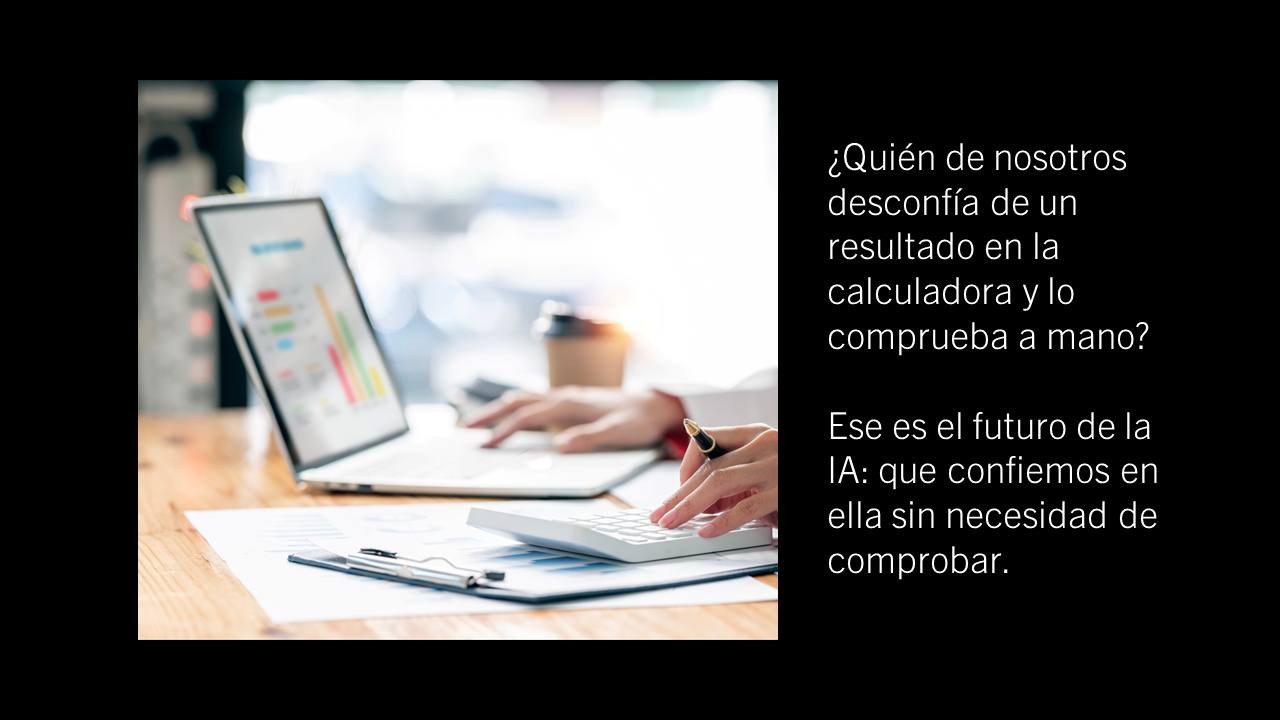 ¿Quién de nosotros
desconfía de un
resultado en la
calculadora y lo
comprueba a mano?
Ese es el futuro de la
IA: que confiemos en
ella sin necesidad de
comprobar.